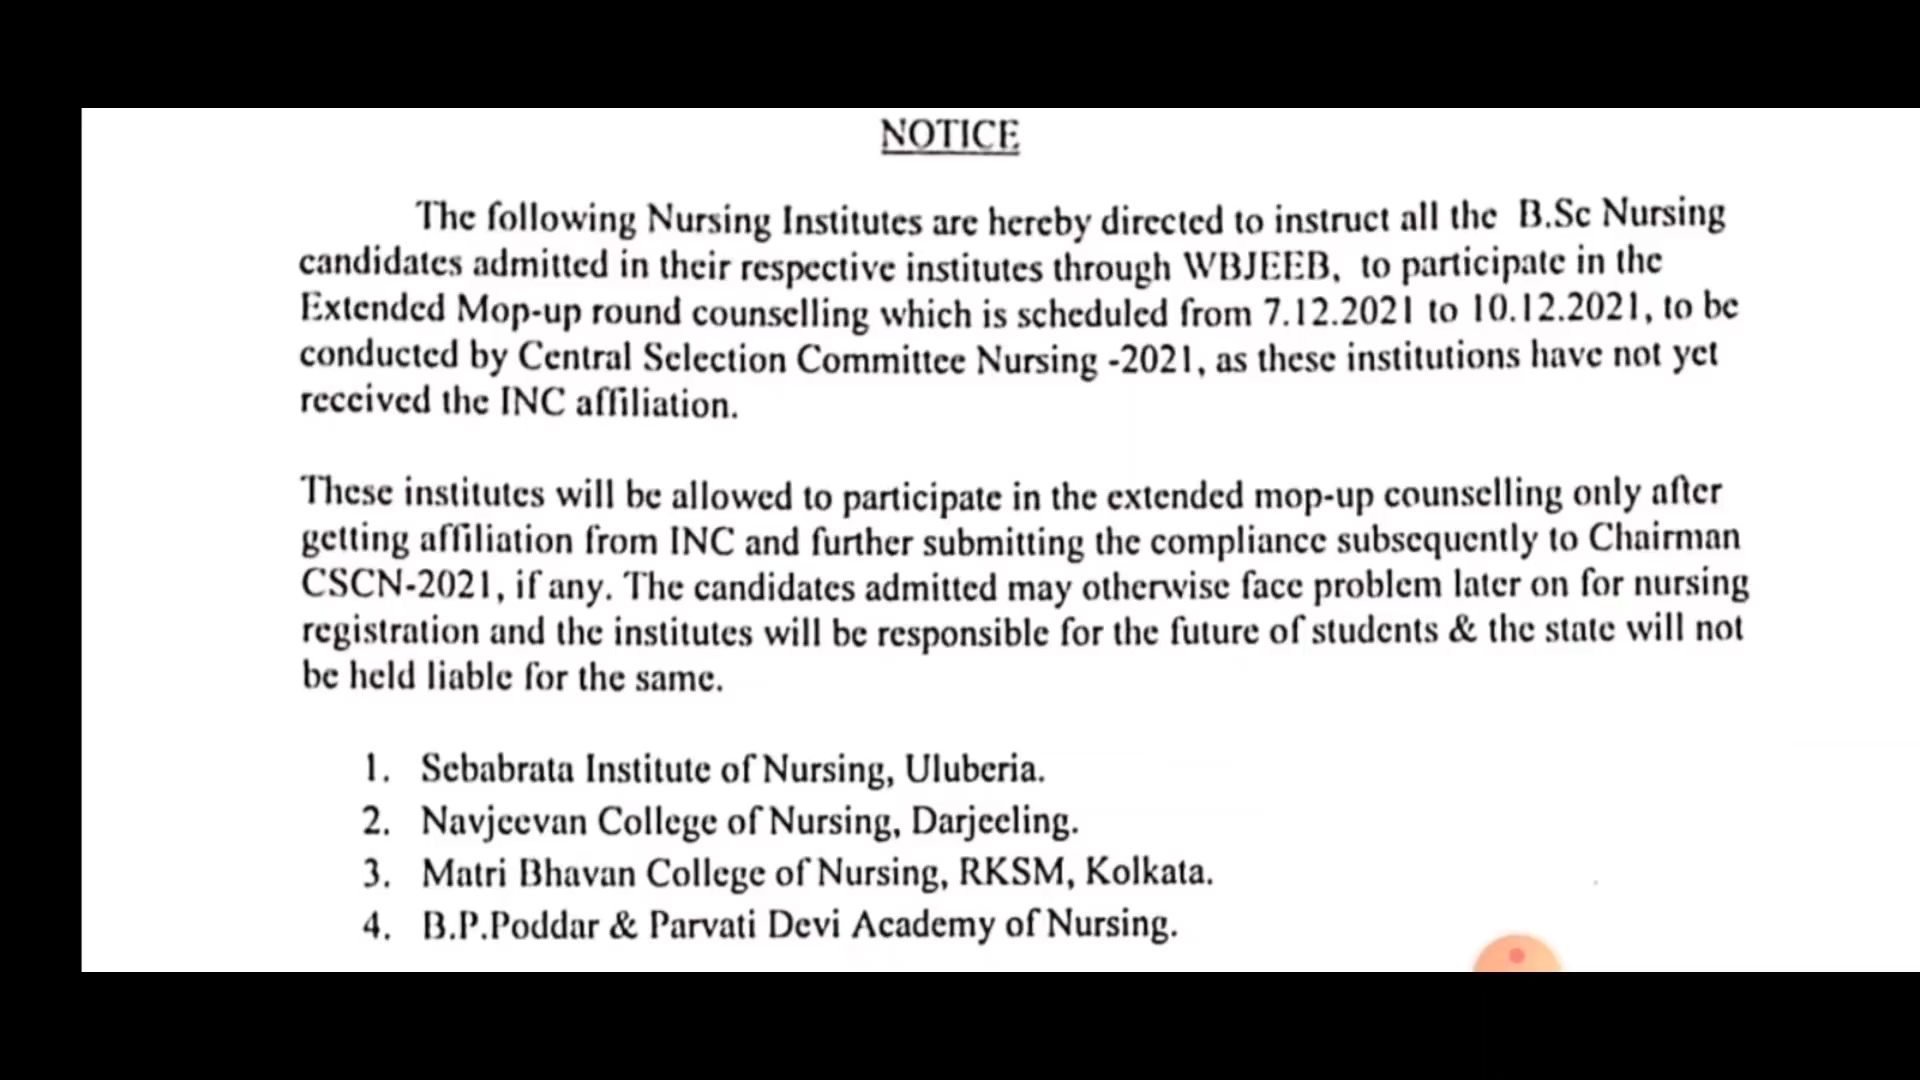 NOTICE
The following Nursing Institutes are hereby directed to instruct all the B.Sc Nursing
candidates admitted in their respective institutes through WBJEEB, to participate in the
Extended Mop-up round counselling which is scheduled from 7.12.2021 to 10.12.2021, to be
conducted by Central Selection Committee Nursing -2021, as these institutions have not yet
received the INC affiliation.
These institutes will be allowed to participate in the extended mop-up counselling only after
getting affiliation from INC and further submitting the compliance subsequently to Chairman
CSCN-2021, if any. The candidates admitted may otherwise face problem later on for nursing
registration and the institutes will be responsible for the future of students & the state will not
be held liable for the same.
1. Sebabrata Institute of Nursing, Uluberia.
2. Navjeevan College of Nursing, Darjeeling.
3. Matri Bhavan College of Nursing, RKSM, Kolkata.
4. B.P.Poddar & Parvati Devi Academy of Nursing.